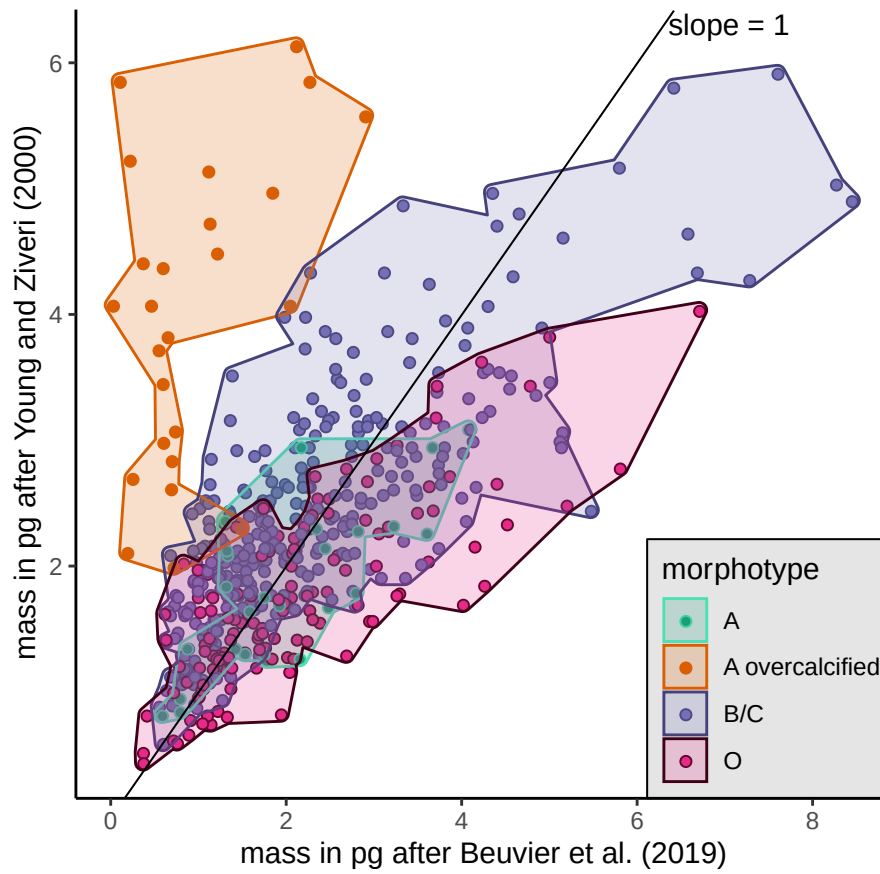 slope = 1
6
4
2
mass in pg after Young and Ziveri (2000)
morphotype
A
A overcalcified
B/C
O
0
2
4
6
8
mass in pg after Beuvier et al. (2019)